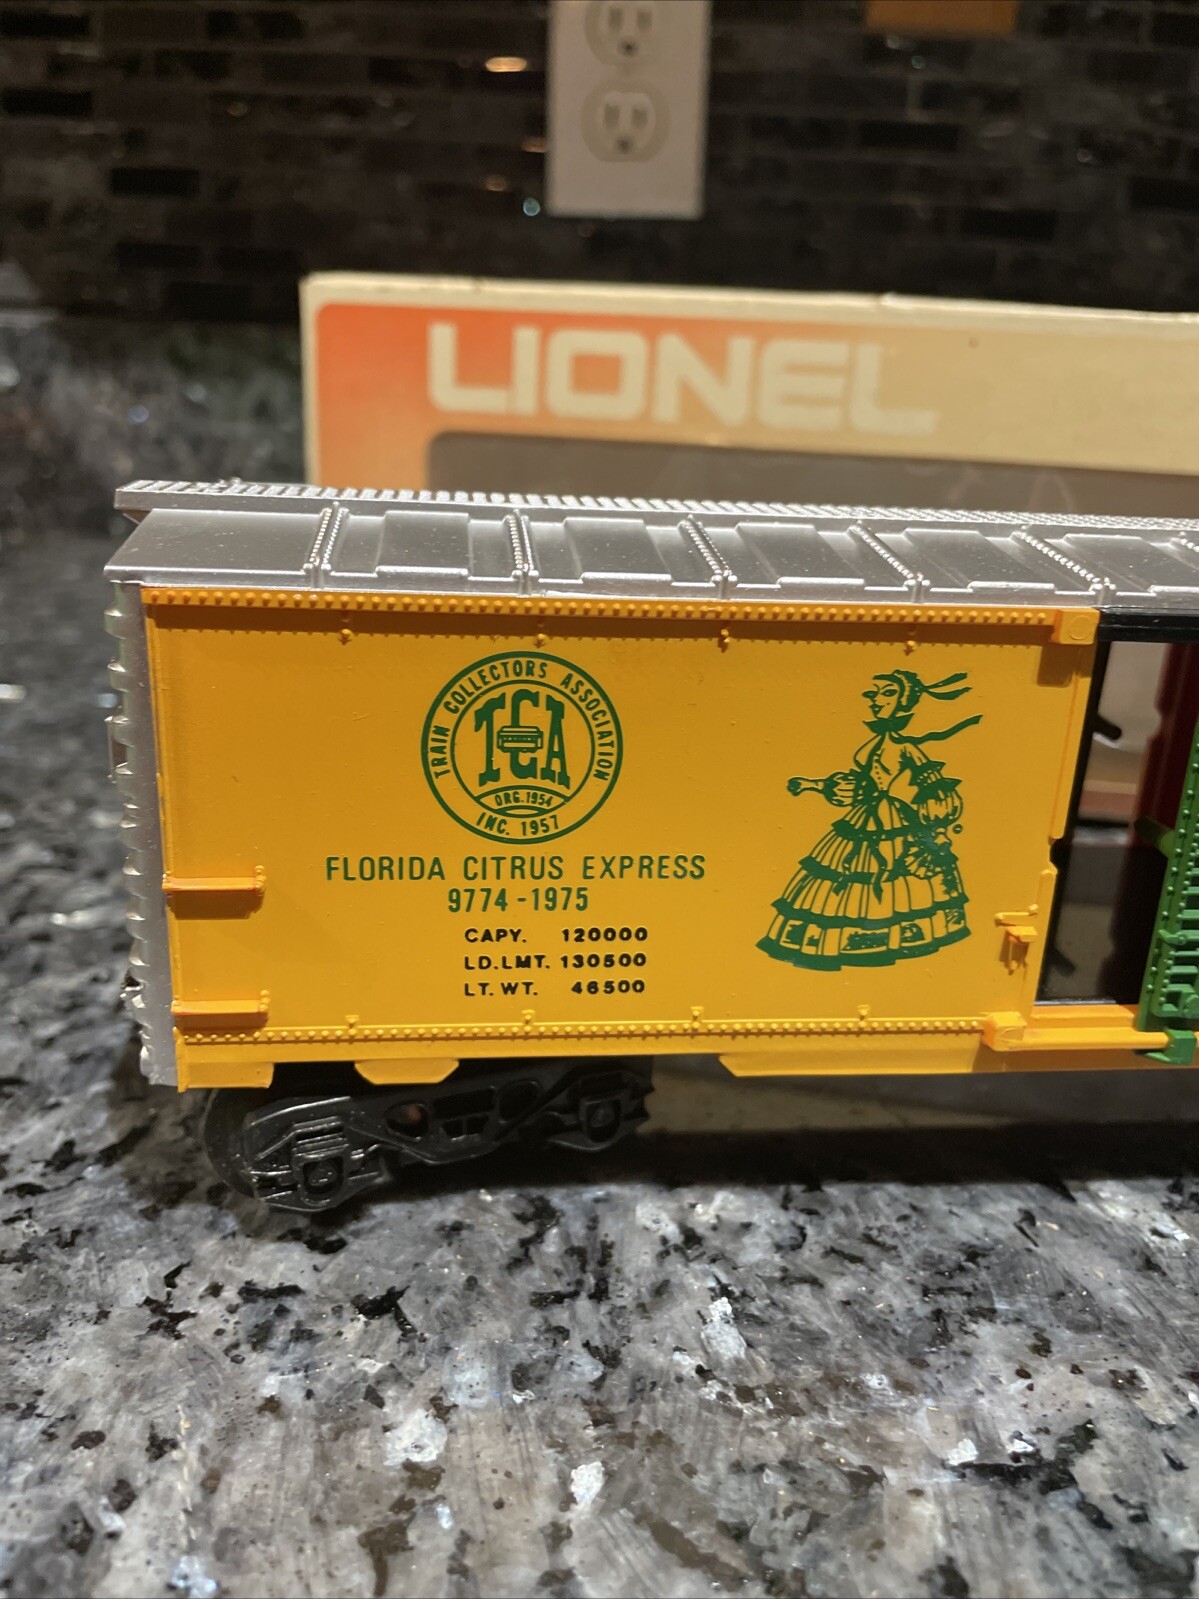 LIONEL
TRAIN COLLECTORS ASSOCIATION
TCA
ORG. 1954
INC. 1957
FLORIDA CITRUS EXPRESS
9774-1975
CAPY. 120000
LD.LMT. 130500
LT. WT. 46500